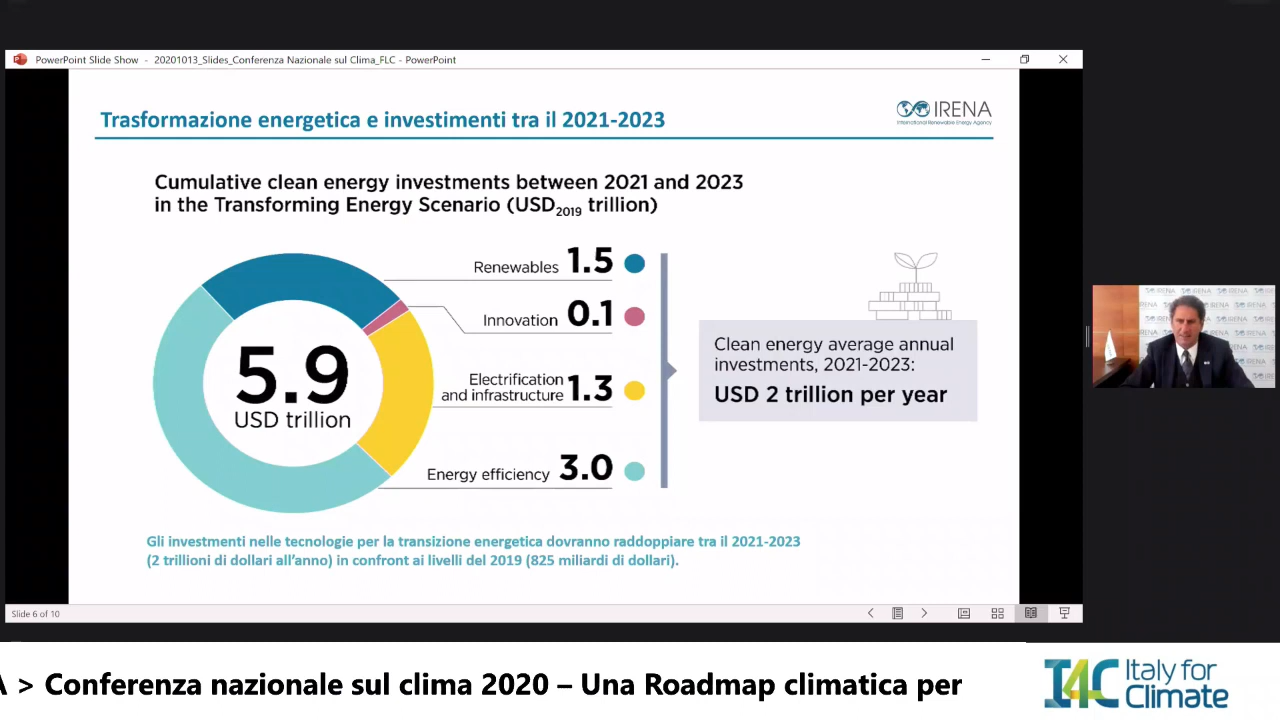 PowerPoint Slide Show - 20201013_Slides_Conferenza Nazionale sul Clima_FLC - PowerPoint
Trasformazione energetica e investimenti tra il 2021-2023
IRENA
International Renewable Energy Agency
Cumulative clean energy investments between 2021 and 2023
in the Transforming Energy Scenario (USD2019 trillion)
Renewables 1.5
Innovation 0.1
Electrification
and infrastructure 1.3
Energy efficiency 3.0
5.9
USD trillion
Clean energy average annual
investments, 2021-2023:
USD 2 trillion per year
Gli investimenti nelle tecnologie per la transizione energetica dovranno raddoppiare tra il 2021-2023
(2 trillioni di dollari all'anno) in confront ai livelli del 2019 (825 miliardi di dollari).
Slide 6 of 10
A > Conferenza nazionale sul clima 2020 – Una Roadmap climatica per
I4C Italy for
Climate